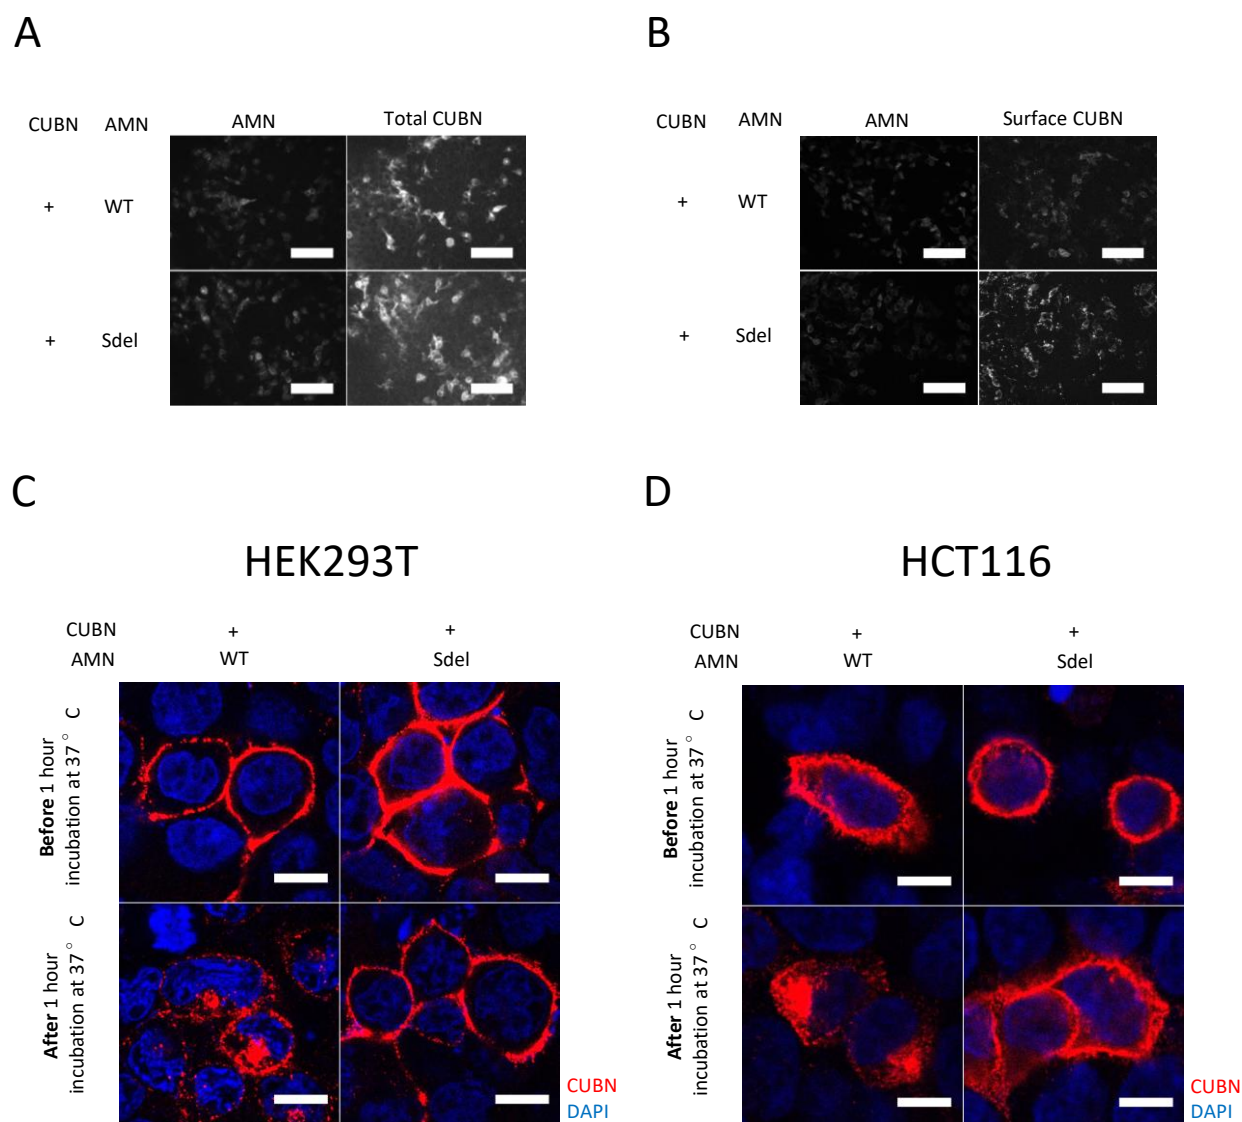 A
CUBN AMN AMN Total CUBN
+ WT
+ Sdel
B
CUBN AMN AMN Surface CUBN
+ WT
+ Sdel
C
HEK293T
CUBN + +
AMN WT Sdel
Before 1 hour
incubation at 37 ° C
After 1 hour
incubation at 37 ° C
CUBN
DAPI
D
HCT116
CUBN + +
AMN WT Sdel
Before 1 hour
incubation at 37 ° C
After 1 hour
incubation at 37 ° C
CUBN
DAPI